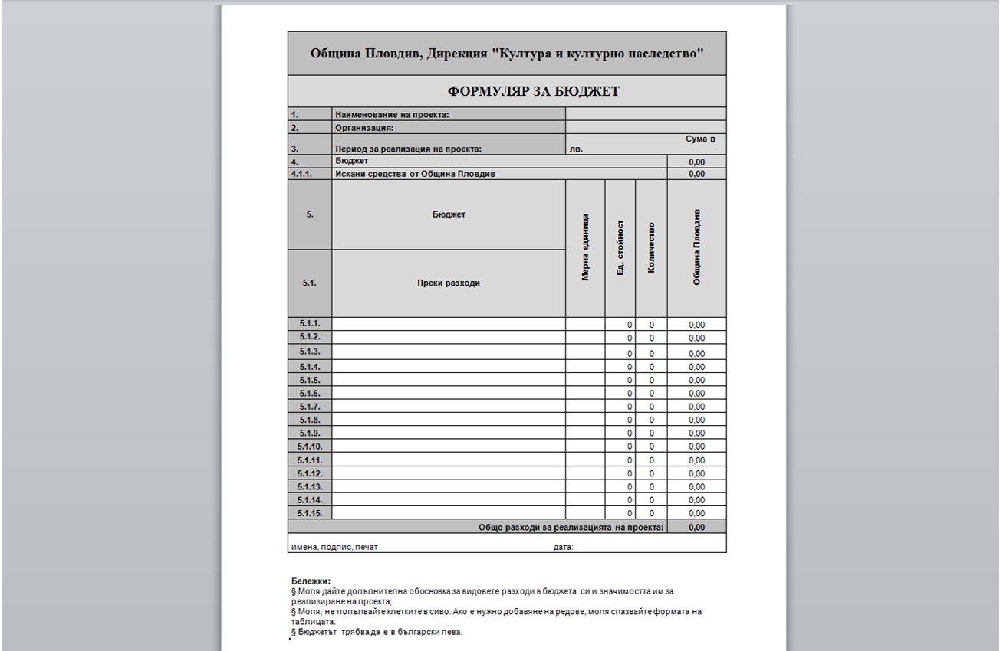 Община Пловдив, Дирекция "Култура и културно наследство"
ФОРМУЛЯР ЗА БЮДЖЕТ
1. Наименование на проекта:
2. Организация:
Сума в
3. Период за реализация на проекта: лв.
4. Бюджет 0,00
4.1.1. Искани средства от Община Пловдив 0,00
5. Бюджет
Мерна единица
Ед. стойност
Количество
Община Пловдив
5.1. Преки разходи
5.1.1. 0 0 0,00
5.1.2. 0 0 0,00
5.1.3. 0 0 0,00
5.1.4. 0 0 0,00
5.1.5. 0 0 0,00
5.1.6. 0 0 0,00
5.1.7. 0 0 0,00
5.1.8. 0 0 0,00
5.1.9. 0 0 0,00
5.1.10. 0 0 0,00
5.1.11. 0 0 0,00
5.1.12. 0 0 0,00
5.1.13. 0 0 0,00
5.1.14. 0 0 0,00
5.1.15. 0 0 0,00
Общо разходи за реализацията на проекта: 0,00
имена, подпис, печат дата:
Бележки:
§ Моля дайте допълнителна обосновка за видовете разходи в бюджета си и значимостта им за
реализиране на проекта;
§ Моля, не попълвайте клетките в сиво. Ако е нужно добавяне на редове, моля спазвайте формата на
таблицата.
§ Бюджетът трябва да е в български лева.